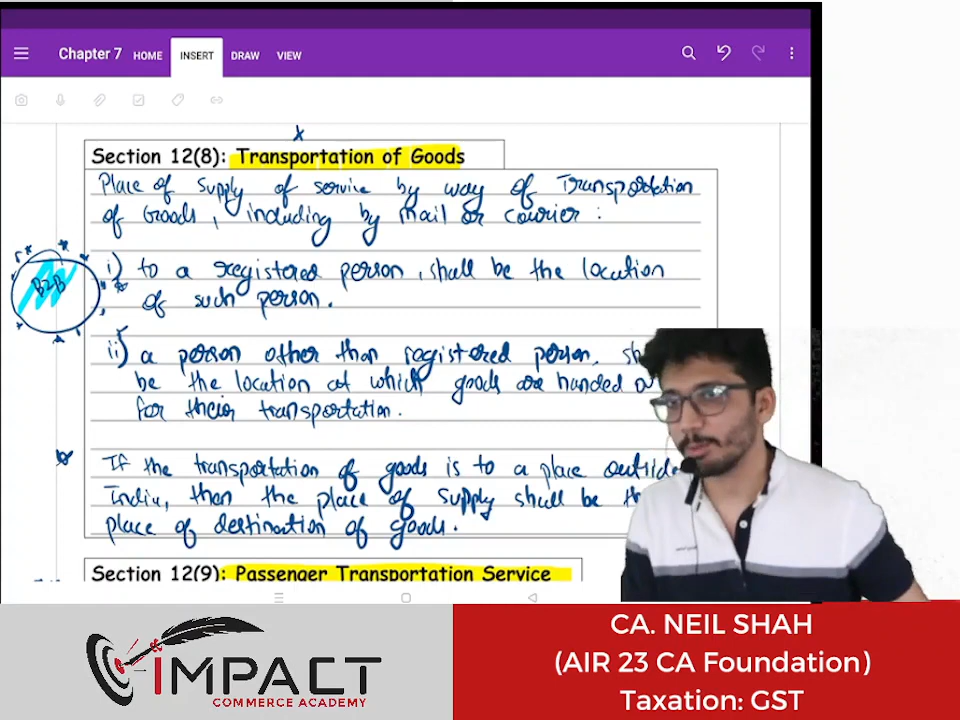 Chapter 7 HOME INSERT DRAW VIEW
Section 12(8): Transportation of Goods
Place of supply of service by way of Transportation
of Goods, including by mail or courier :
i) to a registered person, shall be the location
of such person.
B2B
ii) a person other than registered person, sh
be the location at which goods are handed o
for their transportation.
If the transportation of goods is to a place outside
India, then the place of supply shall be th
place of destination of goods.
Section 12(9): Passenger Transportation Service
IMPACT
COMMERCE ACADEMY
CA. NEIL SHAH
(AIR 23 CA Foundation)
Taxation: GST